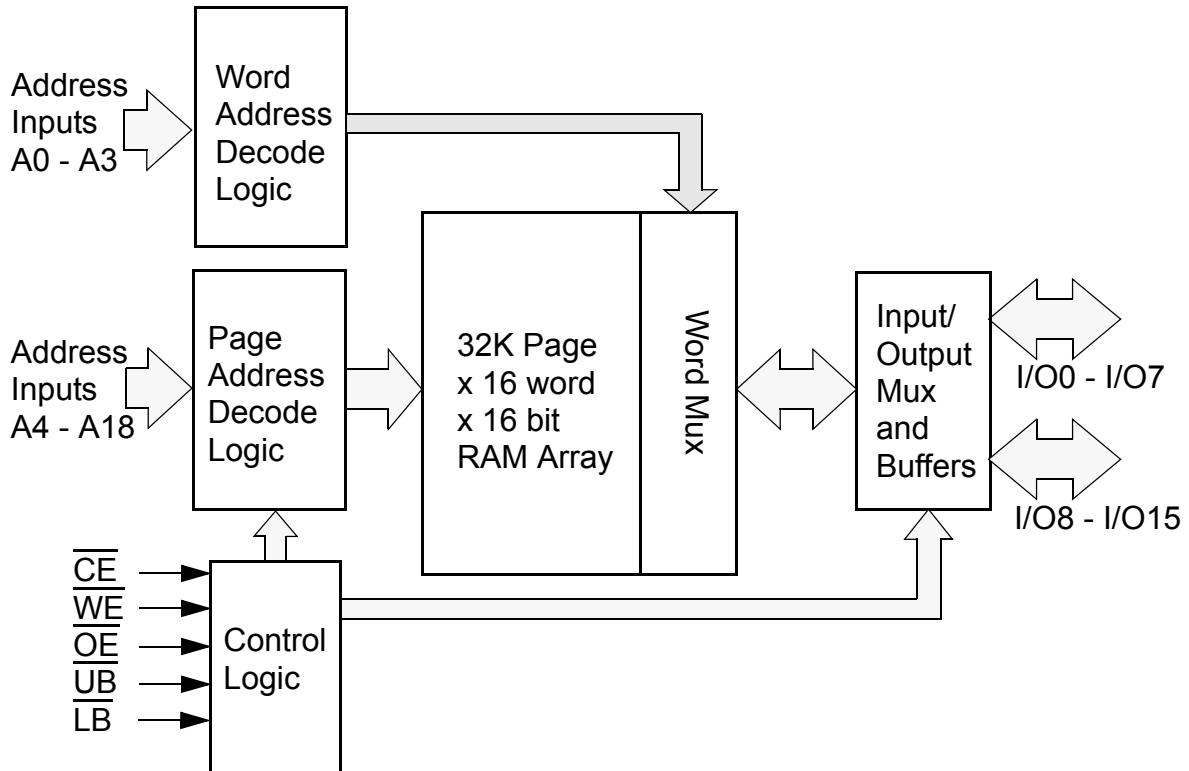 Address
Inputs
A0 - A3
Word
Address
Decode
Logic
Address
Inputs
A4 - A18
Page
Address
Decode
Logic
32K Page
x 16 word
x 16 bit
RAM Array
Word Mux
Input/
Output
Mux
and
Buffers
I/O0 - I/O7
I/O8 - I/O15
CE
WE
OE
UB
LB
Control
Logic